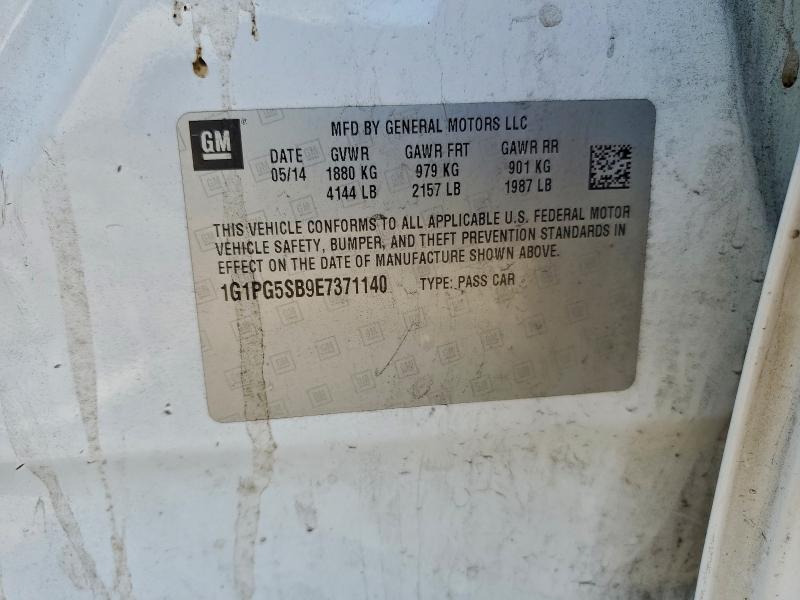 GM® MFD BY GENERAL MOTORS LLC
DATE GVWR GAWR FRT GAWR RR
05/14 1880 KG 979 KG 901 KG
4144 LB 2157 LB 1987 LB
THIS VEHICLE CONFORMS TO ALL APPLICABLE U.S. FEDERAL MOTOR
VEHICLE SAFETY, BUMPER, AND THEFT PREVENTION STANDARDS IN
EFFECT ON THE DATE OF MANUFACTURE SHOWN ABOVE.
1G1PG5SB9E7371140 TYPE: PASS CAR